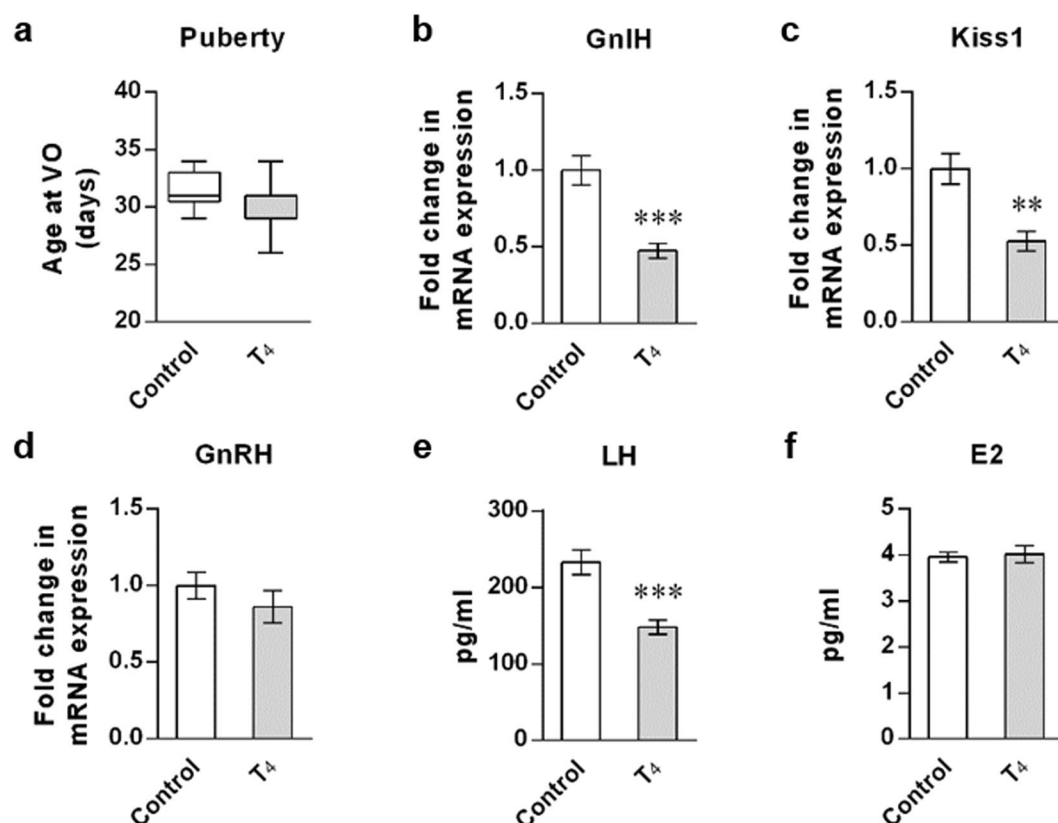 a
Puberty
Age at VO
(days)
40
35
30
25
20
Control
T₄
b
GnIH
Fold change in
mRNA expression
1.5
1.0
0.5
0.0
***
Control
T₄
c
Kiss1
Fold change in
mRNA expression
1.5
1.0
0.5
0.0
**
Control
T₄
d
GnRH
Fold change in
mRNA expression
1.5
1.0
0.5
0.0
Control
T₄
e
LH
pg/ml
300
200
100
0
***
Control
T₄
f
E2
pg/ml
5
4
3
2
1
0
Control
T₄